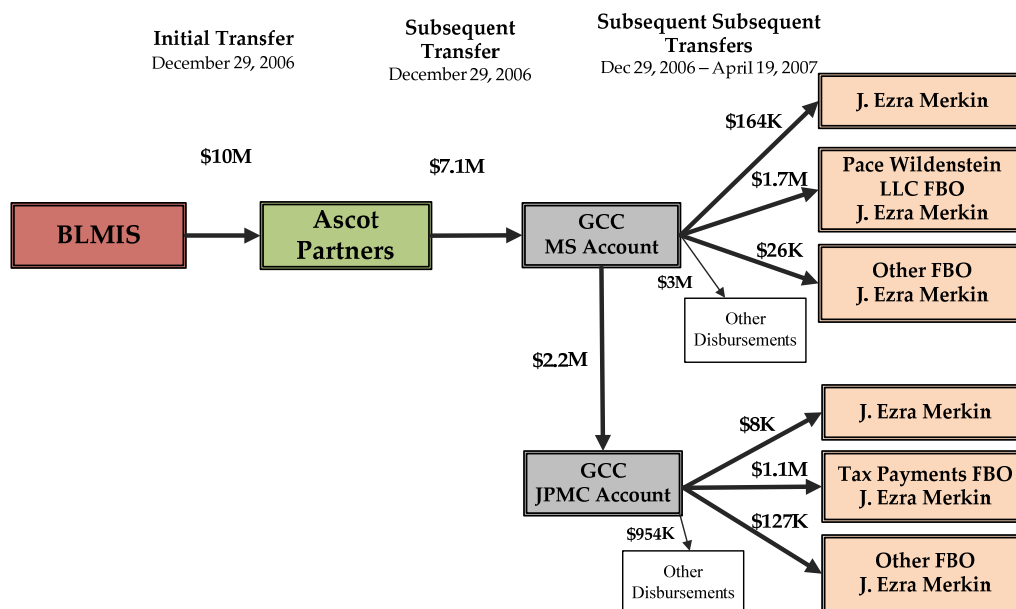 Initial Transfer
December 29, 2006
Subsequent
Transfer
December 29, 2006
Subsequent Subsequent
Transfers
Dec 29, 2006 – April 19, 2007
$10M
$7.1M
BLMIS
Ascot
Partners
GCC
MS Account
$164K
J. Ezra Merkin
$1.7M
Pace Wildenstein
LLC FBO
J. Ezra Merkin
$26K
Other FBO
J. Ezra Merkin
$3M
Other
Disbursements
$2.2M
GCC
JPMC Account
$8K
J. Ezra Merkin
$1.1M
Tax Payments FBO
J. Ezra Merkin
$127K
Other FBO
J. Ezra Merkin
$954K
Other
Disbursements